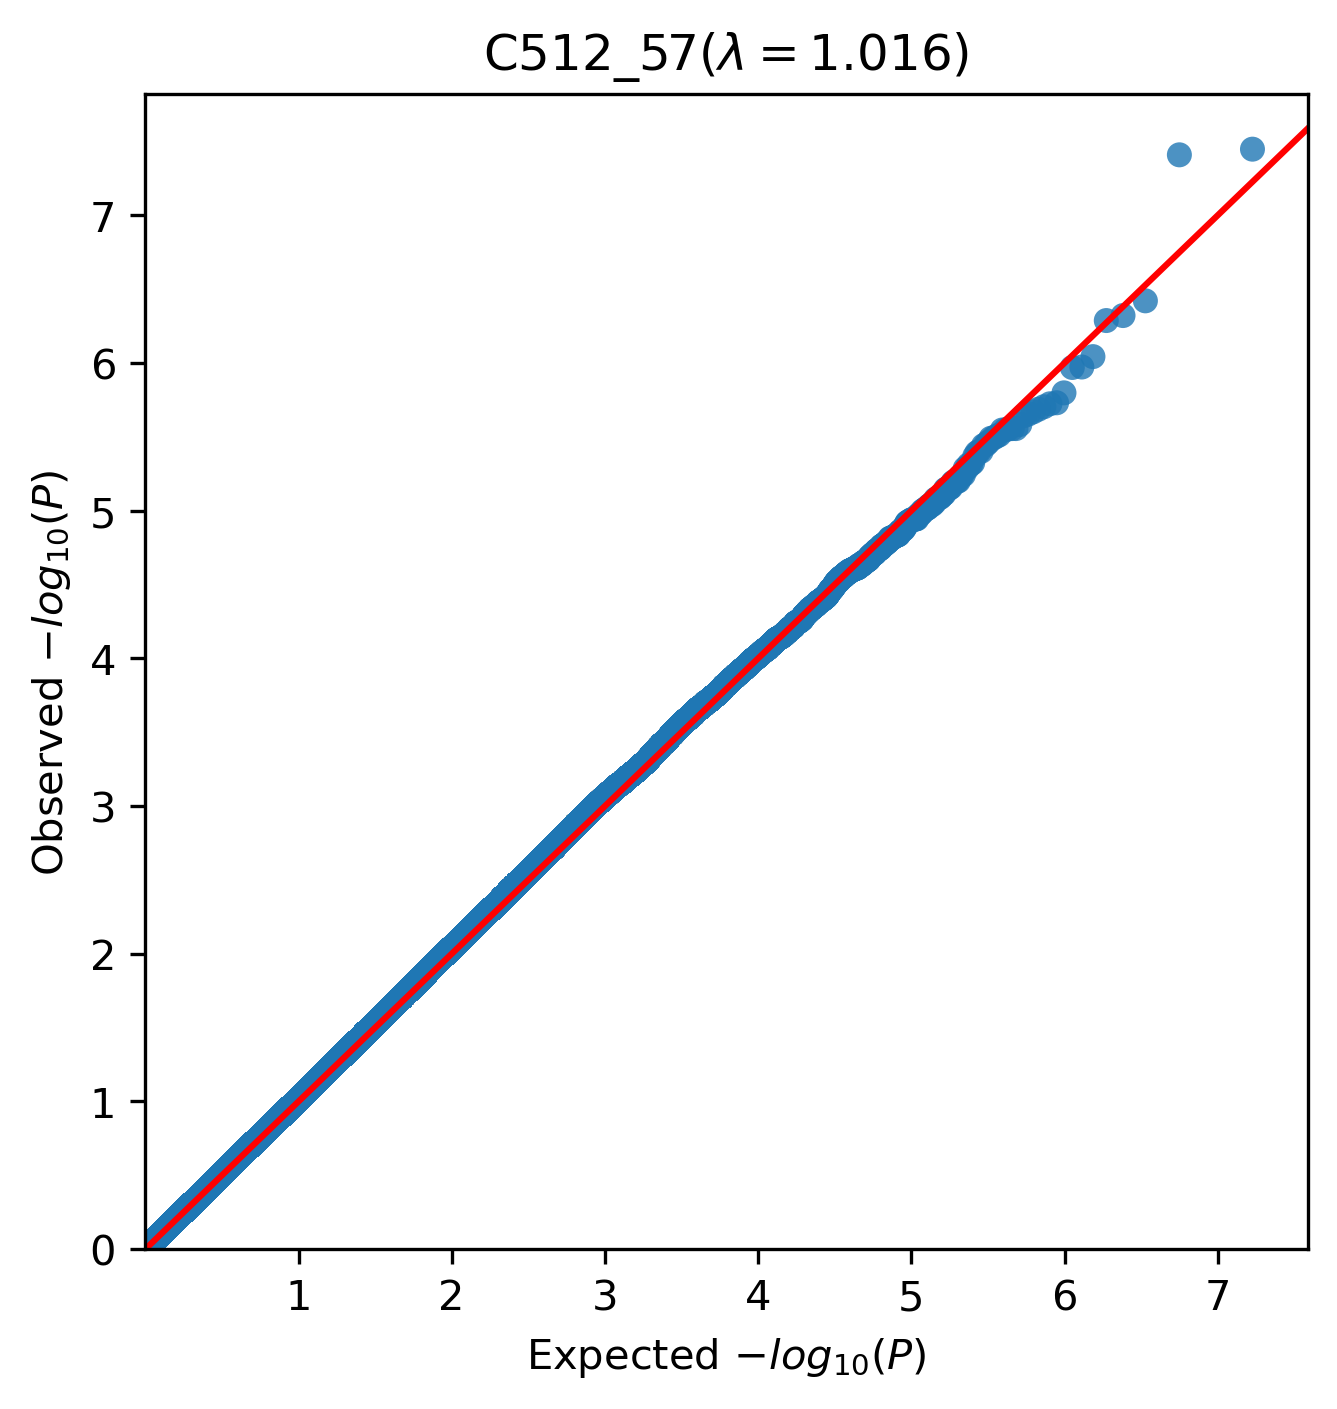 C512_57(λ = 1.016)
Observed −log₁₀(P)
7
6
5
4
3
2
1
0
1 2 3 4 5 6 7
Expected −log₁₀(P)